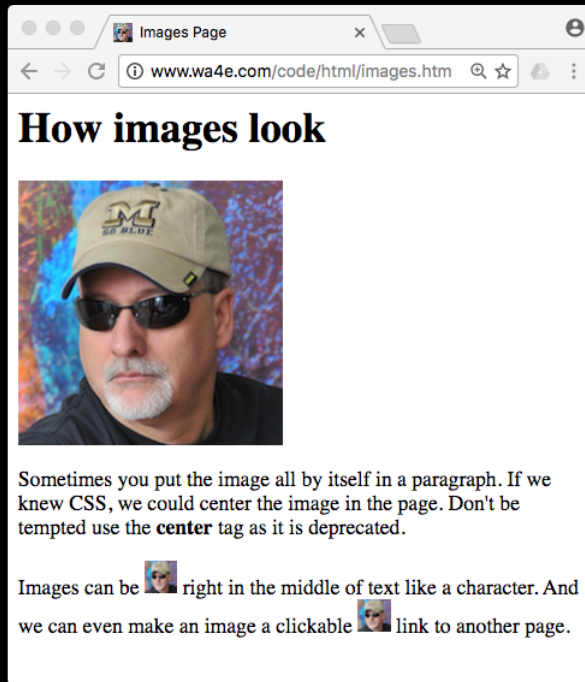 Images Page
www.wa4e.com/code/html/images.htm
How images look
M
GO BLUE
Sometimes you put the image all by itself in a paragraph. If we
knew CSS, we could center the image in the page. Don't be
tempted use the center tag as it is deprecated.
Images can be right in the middle of text like a character. And
we can even make an image a clickable link to another page.